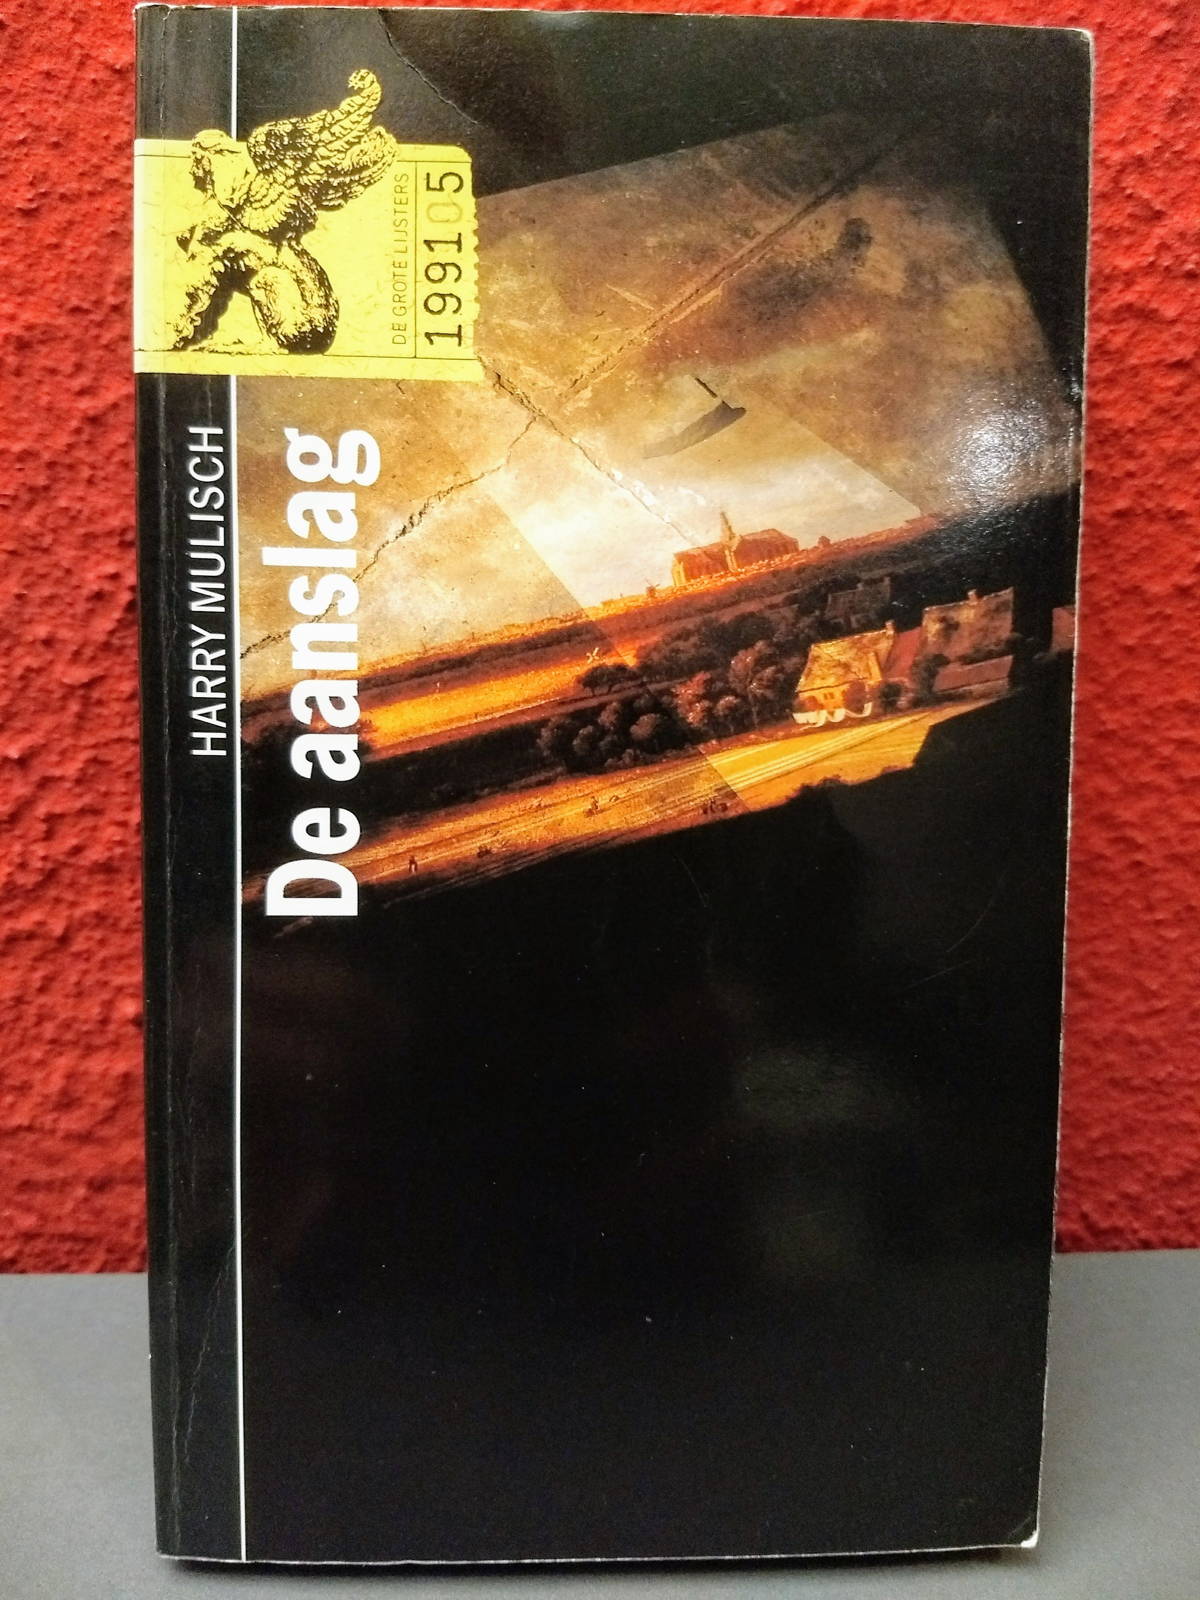 DE GROTE LIJSTERS
199105
HARRY MULISCH
De aanslag